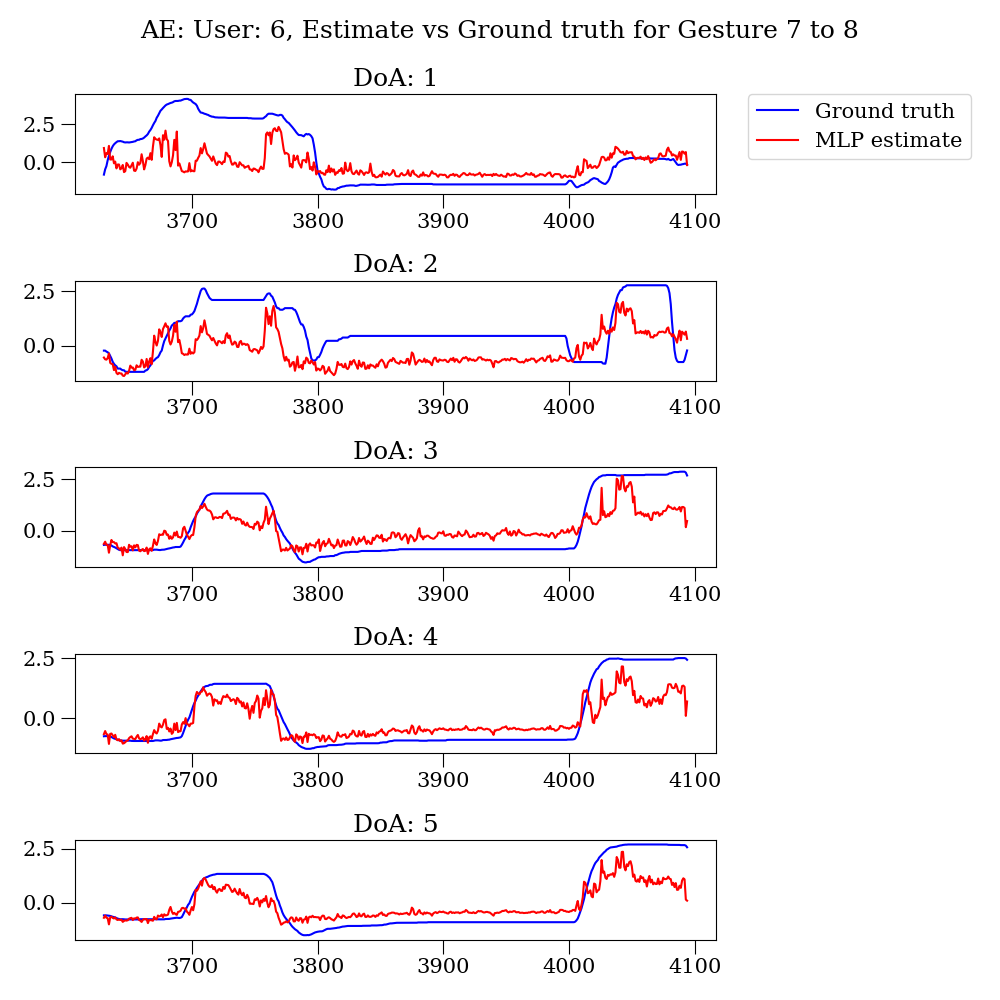 AE: User: 6, Estimate vs Ground truth for Gesture 7 to 8
DoA: 1
Ground truth
MLP estimate
2.5
0.0
3700 3800 3900 4000 4100
DoA: 2
2.5
0.0
3700 3800 3900 4000 4100
DoA: 3
2.5
0.0
3700 3800 3900 4000 4100
DoA: 4
2.5
0.0
3700 3800 3900 4000 4100
DoA: 5
2.5
0.0
3700 3800 3900 4000 4100